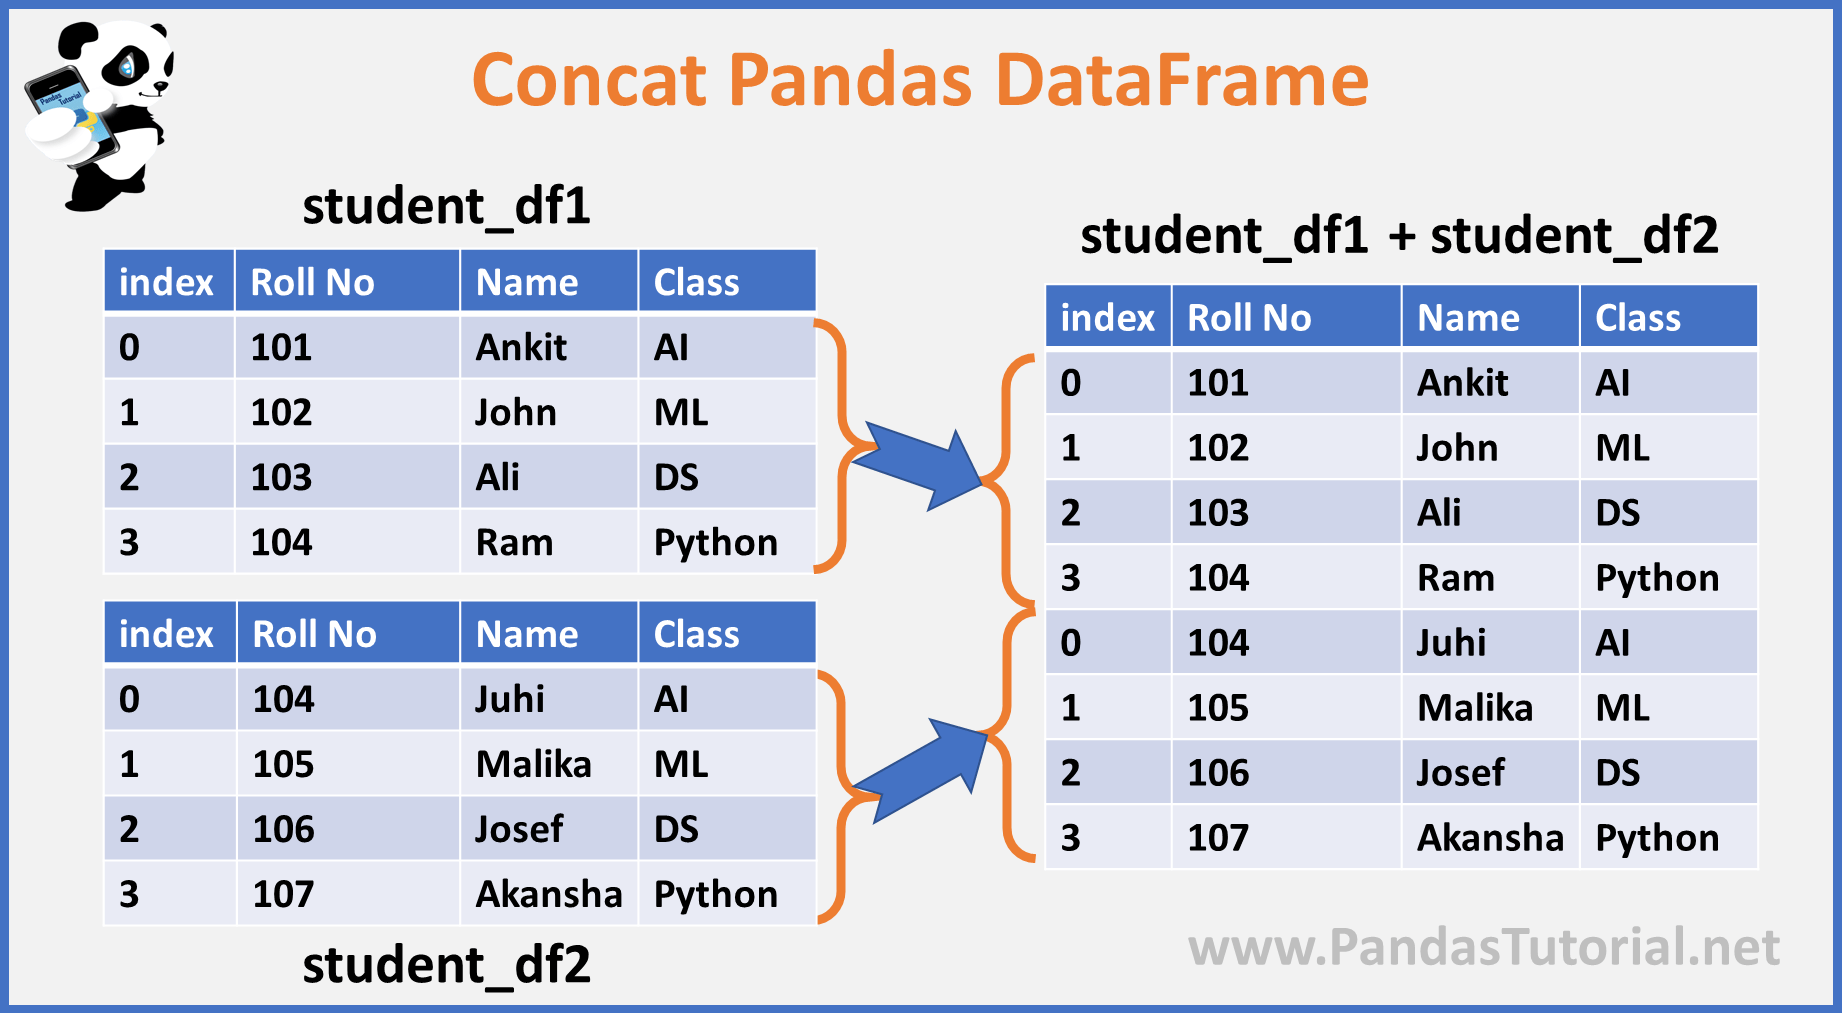 Concat Pandas DataFrame
Pandas
Tutorial
student_df1
index Roll No Name Class
0 101 Ankit AI
1 102 John ML
2 103 Ali DS
3 104 Ram Python
index Roll No Name Class
0 104 Juhi AI
1 105 Malika ML
2 106 Josef DS
3 107 Akansha Python
student_df2
student_df1 + student_df2
index Roll No Name Class
0 101 Ankit AI
1 102 John ML
2 103 Ali DS
3 104 Ram Python
0 104 Juhi AI
1 105 Malika ML
2 106 Josef DS
3 107 Akansha Python
www.PandasTutorial.net